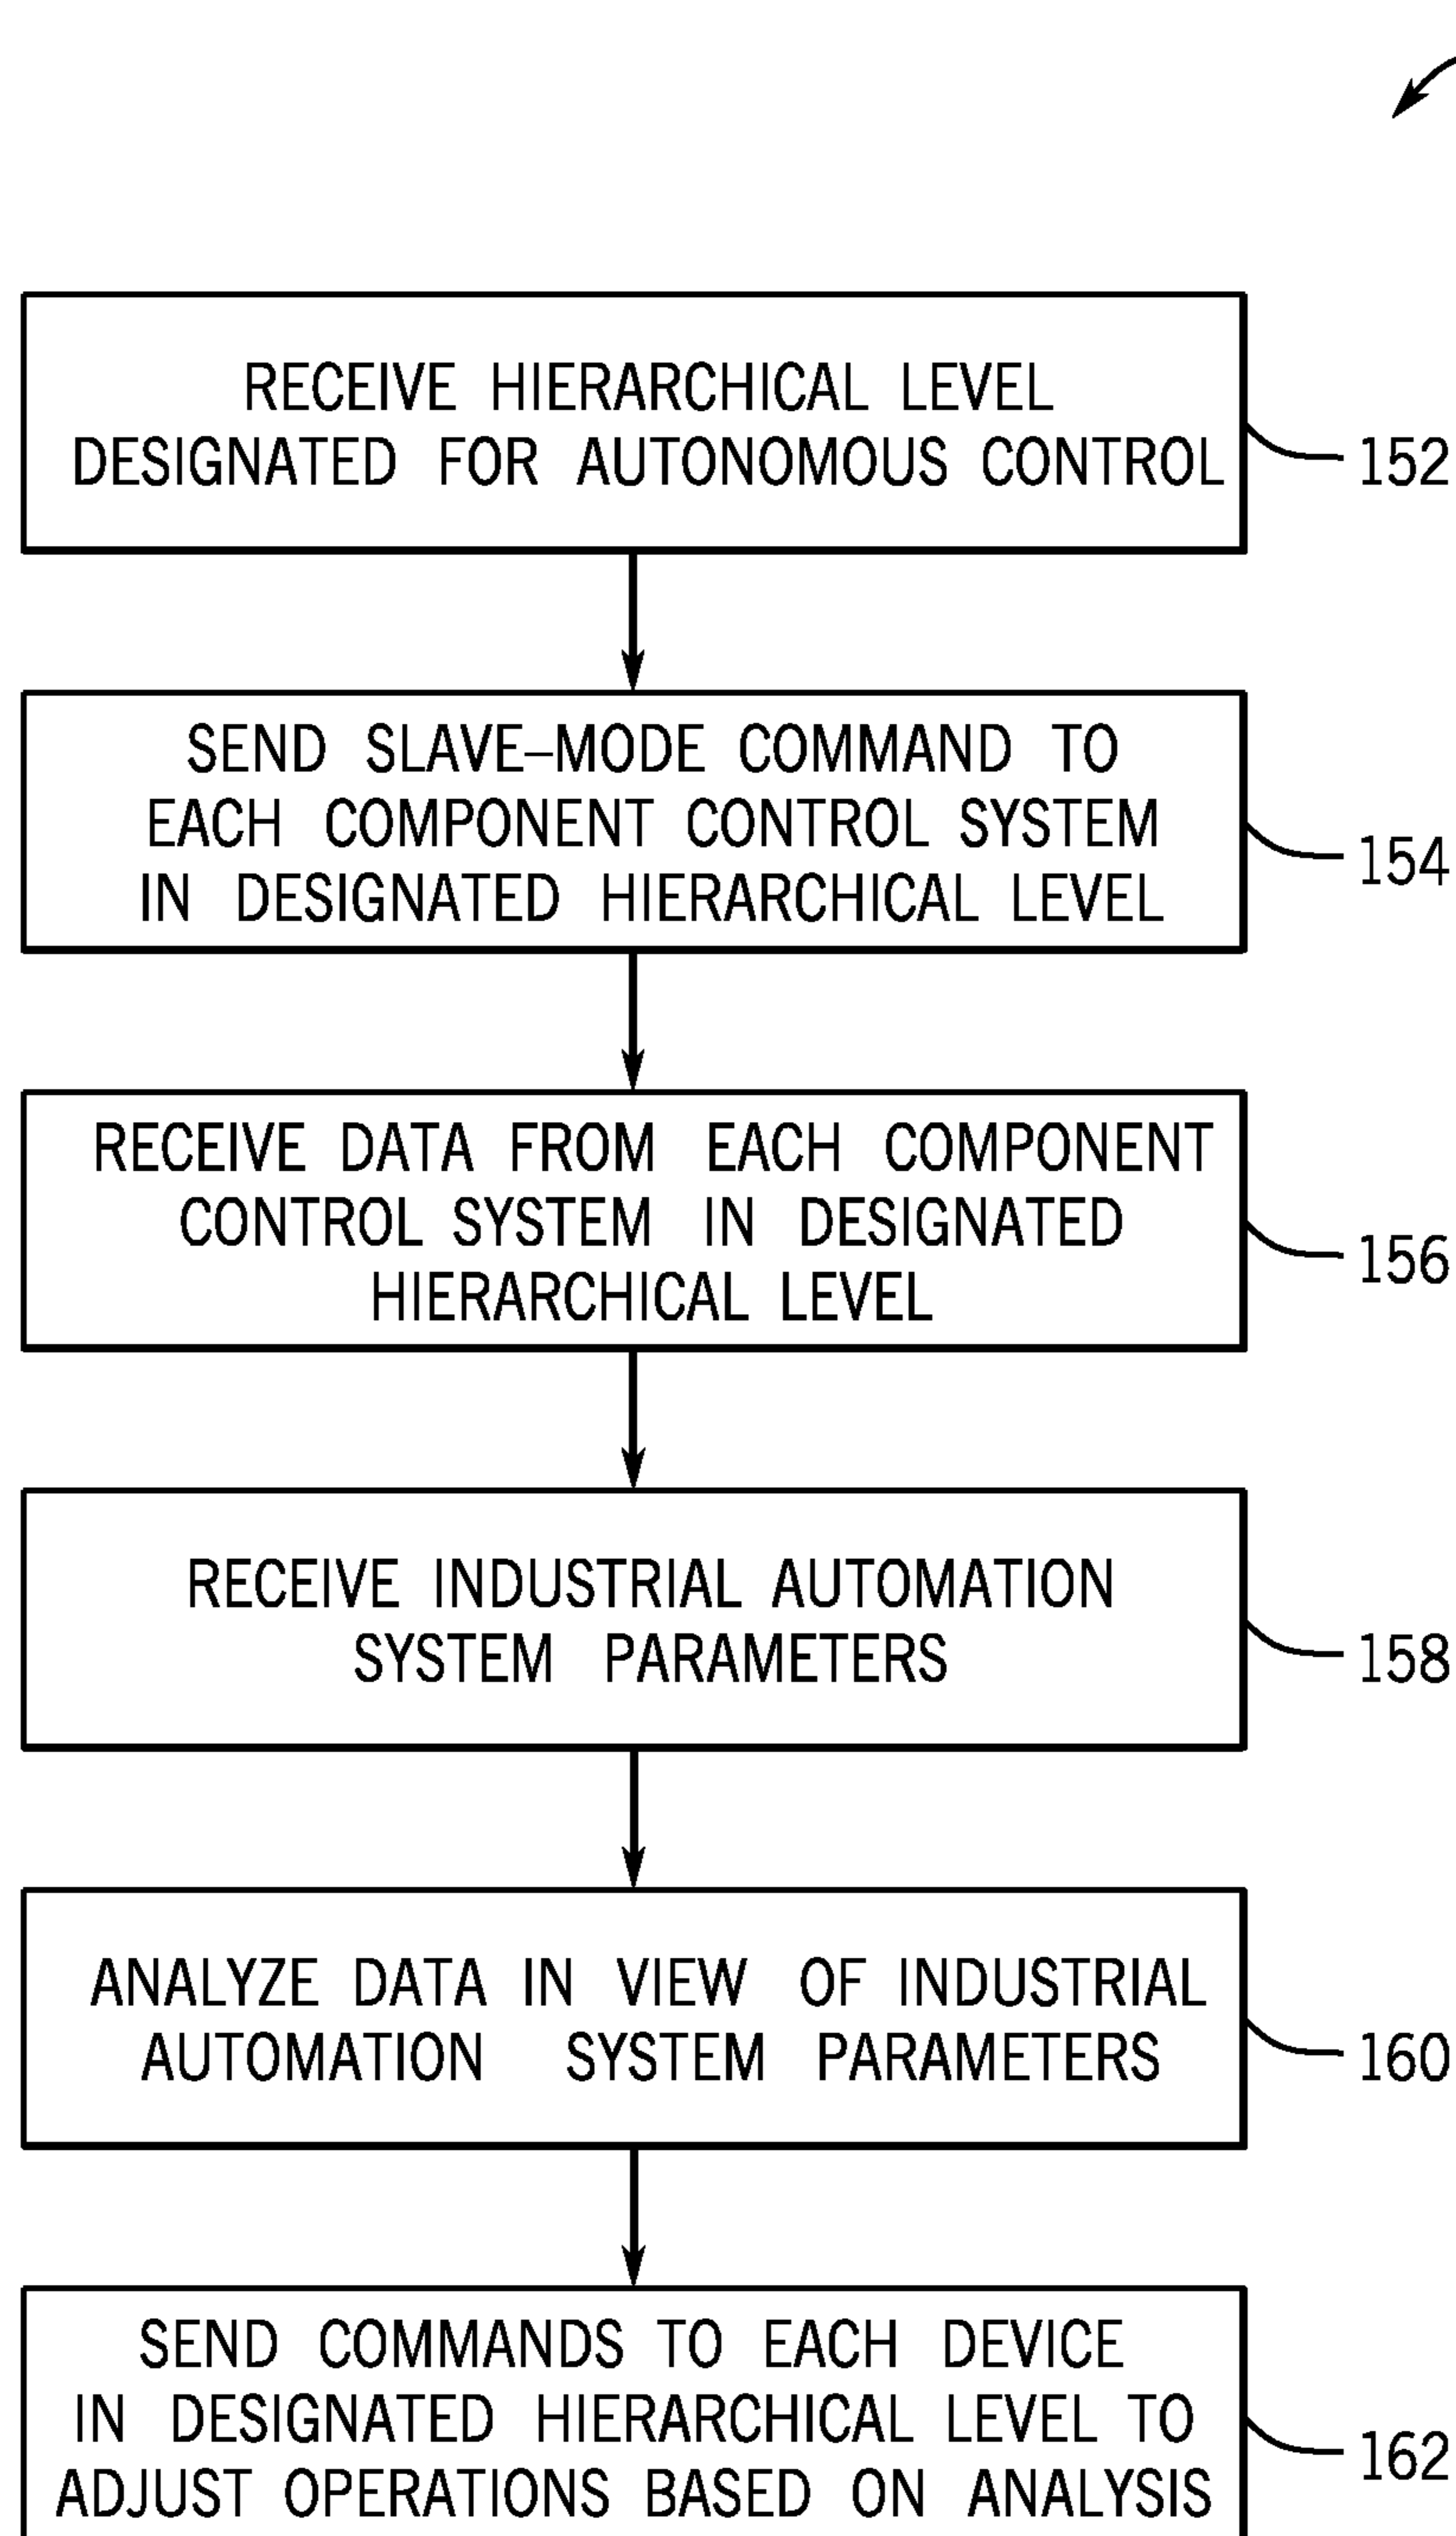 RECEIVE HIERARCHICAL LEVEL
DESIGNATED FOR AUTONOMOUS CONTROL
152
SEND SLAVE–MODE COMMAND TO
EACH COMPONENT CONTROL SYSTEM
IN DESIGNATED HIERARCHICAL LEVEL
154
RECEIVE DATA FROM EACH COMPONENT
CONTROL SYSTEM IN DESIGNATED
HIERARCHICAL LEVEL
156
RECEIVE INDUSTRIAL AUTOMATION
SYSTEM PARAMETERS
158
ANALYZE DATA IN VIEW OF INDUSTRIAL
AUTOMATION SYSTEM PARAMETERS
160
SEND COMMANDS TO EACH DEVICE
IN DESIGNATED HIERARCHICAL LEVEL TO
ADJUST OPERATIONS BASED ON ANALYSIS
162